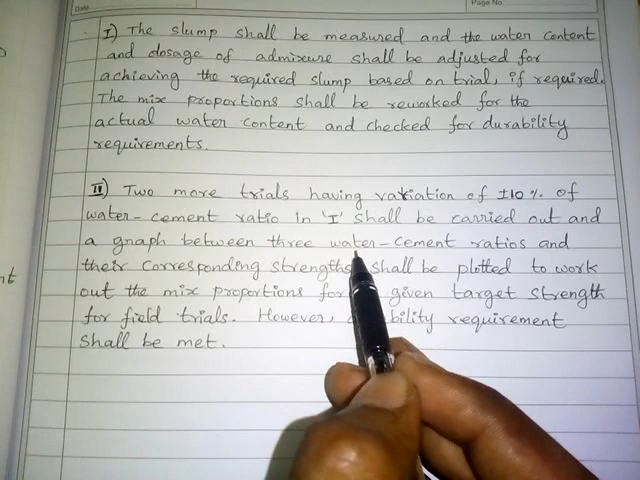 Date
Page No.
I) The slump shall be measured and the water content
and dosage of admixure shall be adjusted for
achieving the required slump based on trial, if required.
The mix proportions shall be reworked for the
actual water content and checked for durability
requirements.
II) Two more trials having variation of ±10% of
water-cement ratio in 'I' shall be carried out and
a graph between three water-cement ratios and
their corresponding strengths shall be plotted to work
out the mix proportions for given target strength
for field trials. However, bility requirement
shall be met.